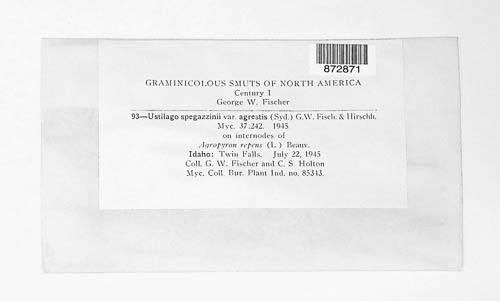 872871
GRAMINICOLOUS SMUTS OF NORTH AMERICA
Century I
George W. Fischer
93—Ustilago spegazzinii var. agrestis (Syd.) G.W. Fisch. & Hirschh.
Myc. 37:242. 1945
on internodes of
Agropyron repens (L.) Beauv.
Idaho: Twin Falls. July 22, 1945
Coll. G. W. Fischer and C. S. Holton
Myc. Coll. Bur. Plant Ind. no. 85343.